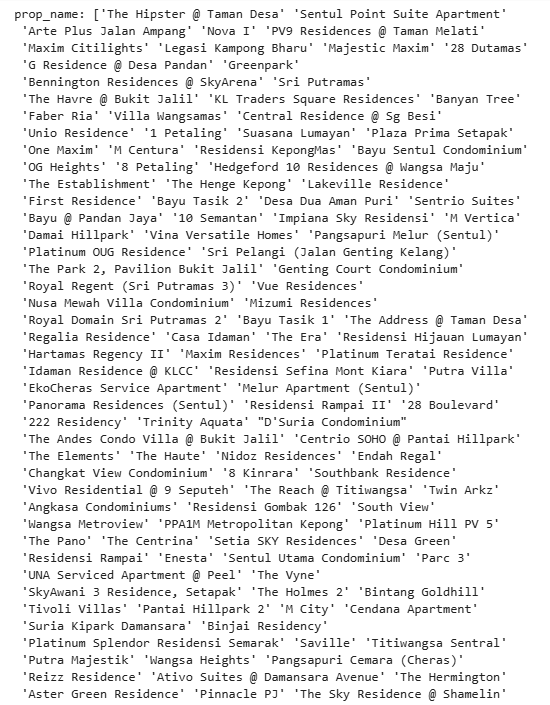 prop_name: ['The Hipster @ Taman Desa' 'Sentul Point Suite Apartment'
'Arte Plus Jalan Ampang' 'Nova I' 'PV9 Residences @ Taman Melati'
'Maxim Citilights' 'Legasi Kampong Bharu' 'Majestic Maxim' '28 Dutamas'
'G Residence @ Desa Pandan' 'Greenpark'
'Bennington Residences @ SkyArena' 'Sri Putramas'
'The Havre @ Bukit Jalil' 'KL Traders Square Residences' 'Banyan Tree'
'Faber Ria' 'Villa Wangsamas' 'Central Residence @ Sg Besi'
'Unio Residence' '1 Petaling' 'Suasana Lumayan' 'Plaza Prima Setapak'
'One Maxim' 'M Centura' 'Residensi KepongMas' 'Bayu Sentul Condominium'
'OG Heights' '8 Petaling' 'Hedgeford 10 Residences @ Wangsa Maju'
'The Establishment' 'The Henge Kepong' 'Lakeville Residence'
'First Residence' 'Bayu Tasik 2' 'Desa Dua Aman Puri' 'Sentrio Suites'
'Bayu @ Pandan Jaya' '10 Semantan' 'Impiana Sky Residensi' 'M Vertica'
'Damai Hillpark' 'Vina Versatile Homes' 'Pangsapuri Melur (Sentul)'
'Platinum OUG Residence' 'Sri Pelangi (Jalan Genting Kelang)'
'The Park 2, Pavilion Bukit Jalil' 'Genting Court Condominium'
'Royal Regent (Sri Putramas 3)' 'Vue Residences'
'Nusa Mewah Villa Condominium' 'Mizumi Residences'
'Royal Domain Sri Putramas 2' 'Bayu Tasik 1' 'The Address @ Taman Desa'
'Regalia Residence' 'Casa Idaman' 'The Era' 'Residensi Hijauan Lumayan'
'Hartamas Regency II' 'Maxim Residences' 'Platinum Teratai Residence'
'Idaman Residence @ KLCC' 'Residensi Sefina Mont Kiara' 'Putra Villa'
'EkoCheras Service Apartment' 'Melur Apartment (Sentul)'
'Panorama Residences (Sentul)' 'Residensi Rampai II' '28 Boulevard'
'222 Residency' 'Trinity Aquata' "D'Suria Condominium"
'The Andes Condo Villa @ Bukit Jalil' 'Centrio SOHO @ Pantai Hillpark'
'The Elements' 'The Haute' 'Nidoz Residences' 'Endah Regal'
'Changkat View Condominium' '8 Kinrara' 'Southbank Residence'
'Vivo Residential @ 9 Seputeh' 'The Reach @ Titiwangsa' 'Twin Arkz'
'Angkasa Condominiums' 'Residensi Gombak 126' 'South View'
'Wangsa Metroview' 'PPA1M Metropolitan Kepong' 'Platinum Hill PV 5'
'The Pano' 'The Centrina' 'Setia SKY Residences' 'Desa Green'
'Residensi Rampai' 'Enesta' 'Sentul Utama Condominium' 'Parc 3'
'UNA Serviced Apartment @ Peel' 'The Vyne'
'SkyAwani 3 Residence, Setapak' 'The Holmes 2' 'Bintang Goldhill'
'Tivoli Villas' 'Pantai Hillpark 2' 'M City' 'Cendana Apartment'
'Suria Kipark Damansara' 'Binjai Residency'
'Platinum Splendor Residensi Semarak' 'Saville' 'Titiwangsa Sentral'
'Putra Majestik' 'Wangsa Heights' 'Pangsapuri Cemara (Cheras)'
'Reizz Residence' 'Ativo Suites @ Damansara Avenue' 'The Hermington'
'Aster Green Residence' 'Pinnacle PJ' 'The Sky Residence @ Shamelin'